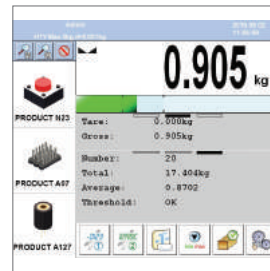 0.905 kg
PRODUCT N23
Tare: 0.000kg
Gross: 0.905kg
PRODUCT A67
Number: 20
Total: 17.404kg
Average: 0.8702
Threshold: OK
PRODUCT A127